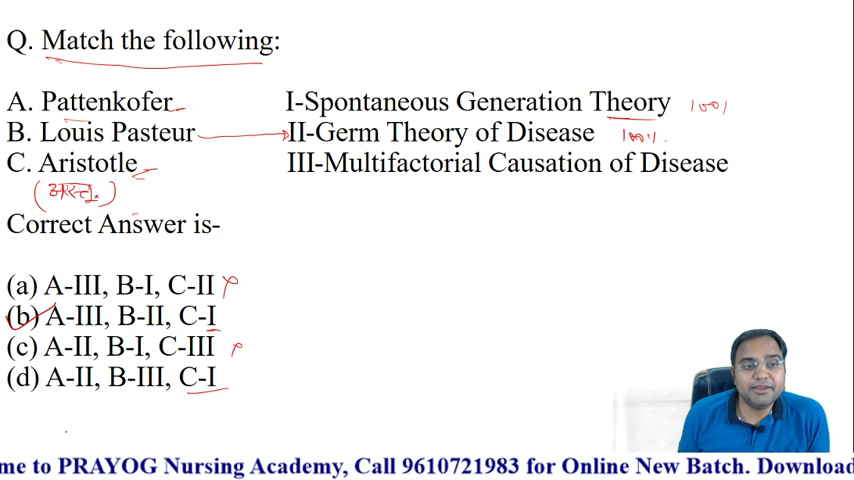 Q. Match the following:
A. Pattenkofer I-Spontaneous Generation Theory 100%
B. Louis Pasteur II-Germ Theory of Disease 100%.
C. Aristotle III-Multifactorial Causation of Disease
(अरस्तू.)
Correct Answer is-
(a) A-III, B-I, C-II
(b) A-III, B-II, C-I
(c) A-II, B-I, C-III
(d) A-II, B-III, C-I
me to PRAYOG Nursing Academy, Call 9610721983 for Online New Batch. Download